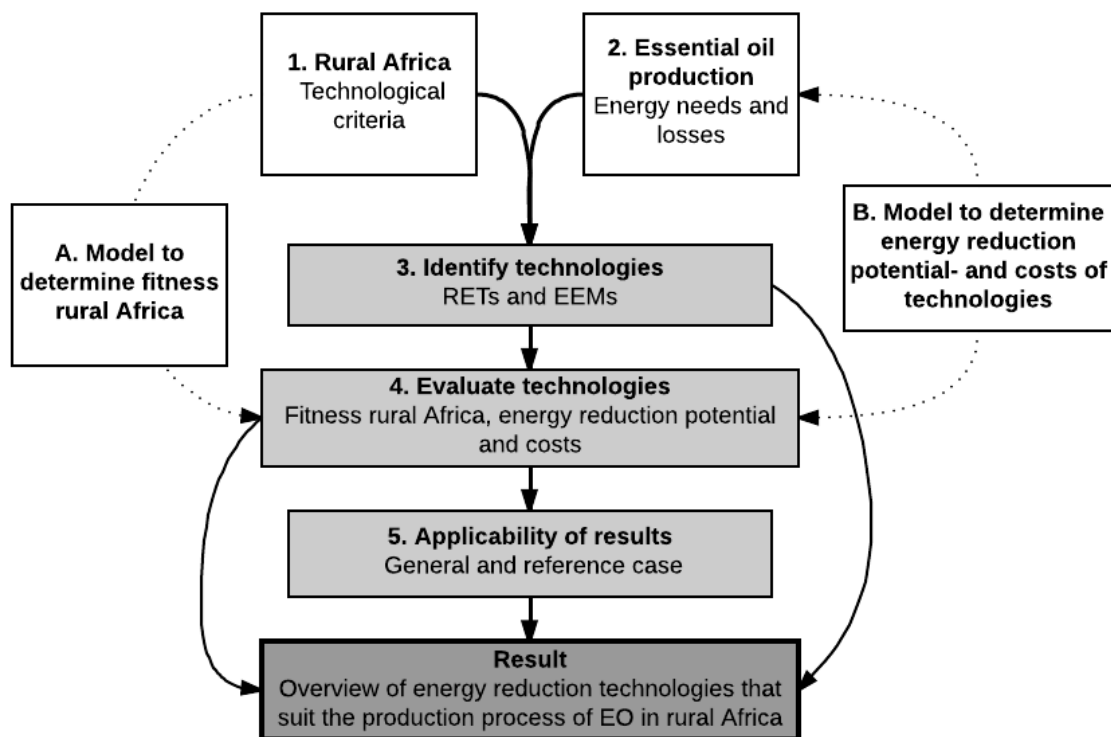 1. Rural Africa
Technological
criteria
2. Essential oil
production
Energy needs and
losses
A. Model to
determine fitness
rural Africa
B. Model to determine
energy reduction
potential- and costs of
technologies
3. Identify technologies
RETs and EEMs
4. Evaluate technologies
Fitness rural Africa, energy reduction potential
and costs
5. Applicability of results
General and reference case
Result
Overview of energy reduction technologies that
suit the production process of EO in rural Africa